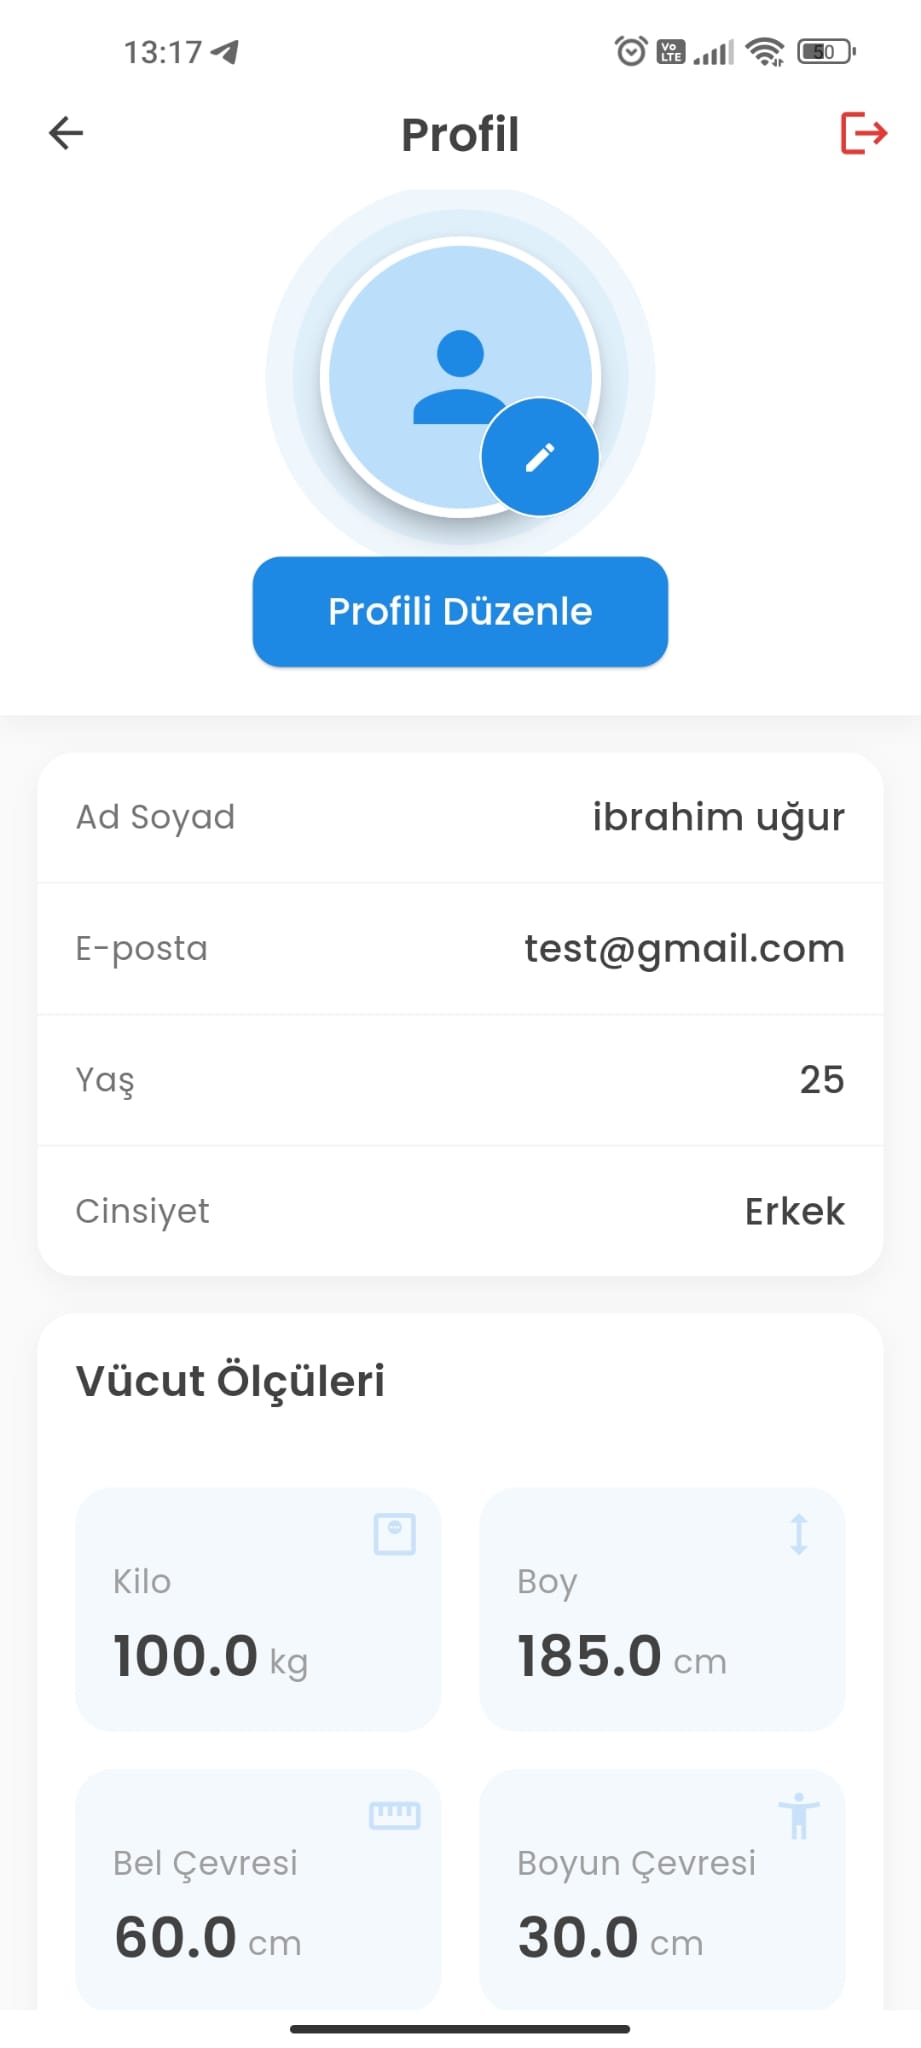 13:17
Vo
LTE
50
Profil
Profili Düzenle
Ad Soyad
ibrahim uğur
E-posta
test@gmail.com
Yaş
25
Cinsiyet
Erkek
Vücut Ölçüleri
Kilo
100.0 kg
Boy
185.0 cm
Bel Çevresi
60.0 cm
Boyun Çevresi
30.0 cm